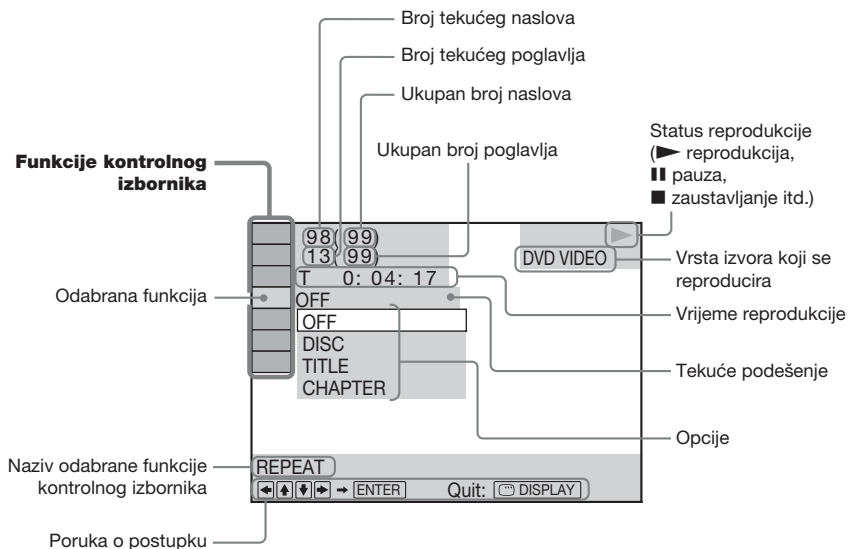 Broj tekućeg naslova
Broj tekućeg poglavlja
Ukupan broj naslova
Ukupan broj poglavlja
Status reprodukcije
(► reprodukcija,
❚❚ pauza,
■ zaustavljanje itd.)
Funkcije kontrolnog
izbornika
98( 99)
13( 99)
DVD VIDEO
Vrsta izvora koji se
reproducira
T 0: 04: 17
Vrijeme reprodukcije
Odabrana funkcija
OFF
OFF
DISC
TITLE
CHAPTER
Tekuće podešenje
Opcije
Naziv odabrane funkcije
kontrolnog izbornika
REPEAT
ENTER Quit: DISPLAY
Poruka o postupku